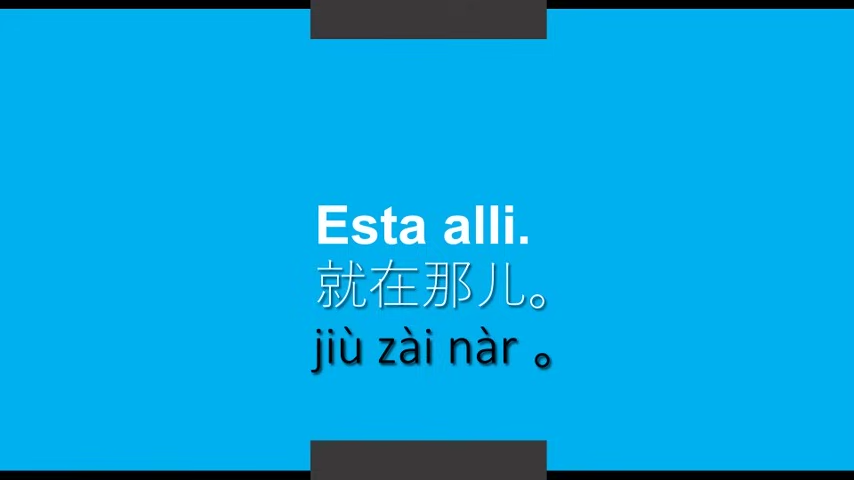 Esta alli.
就在那儿。
jiù zài nàr 。